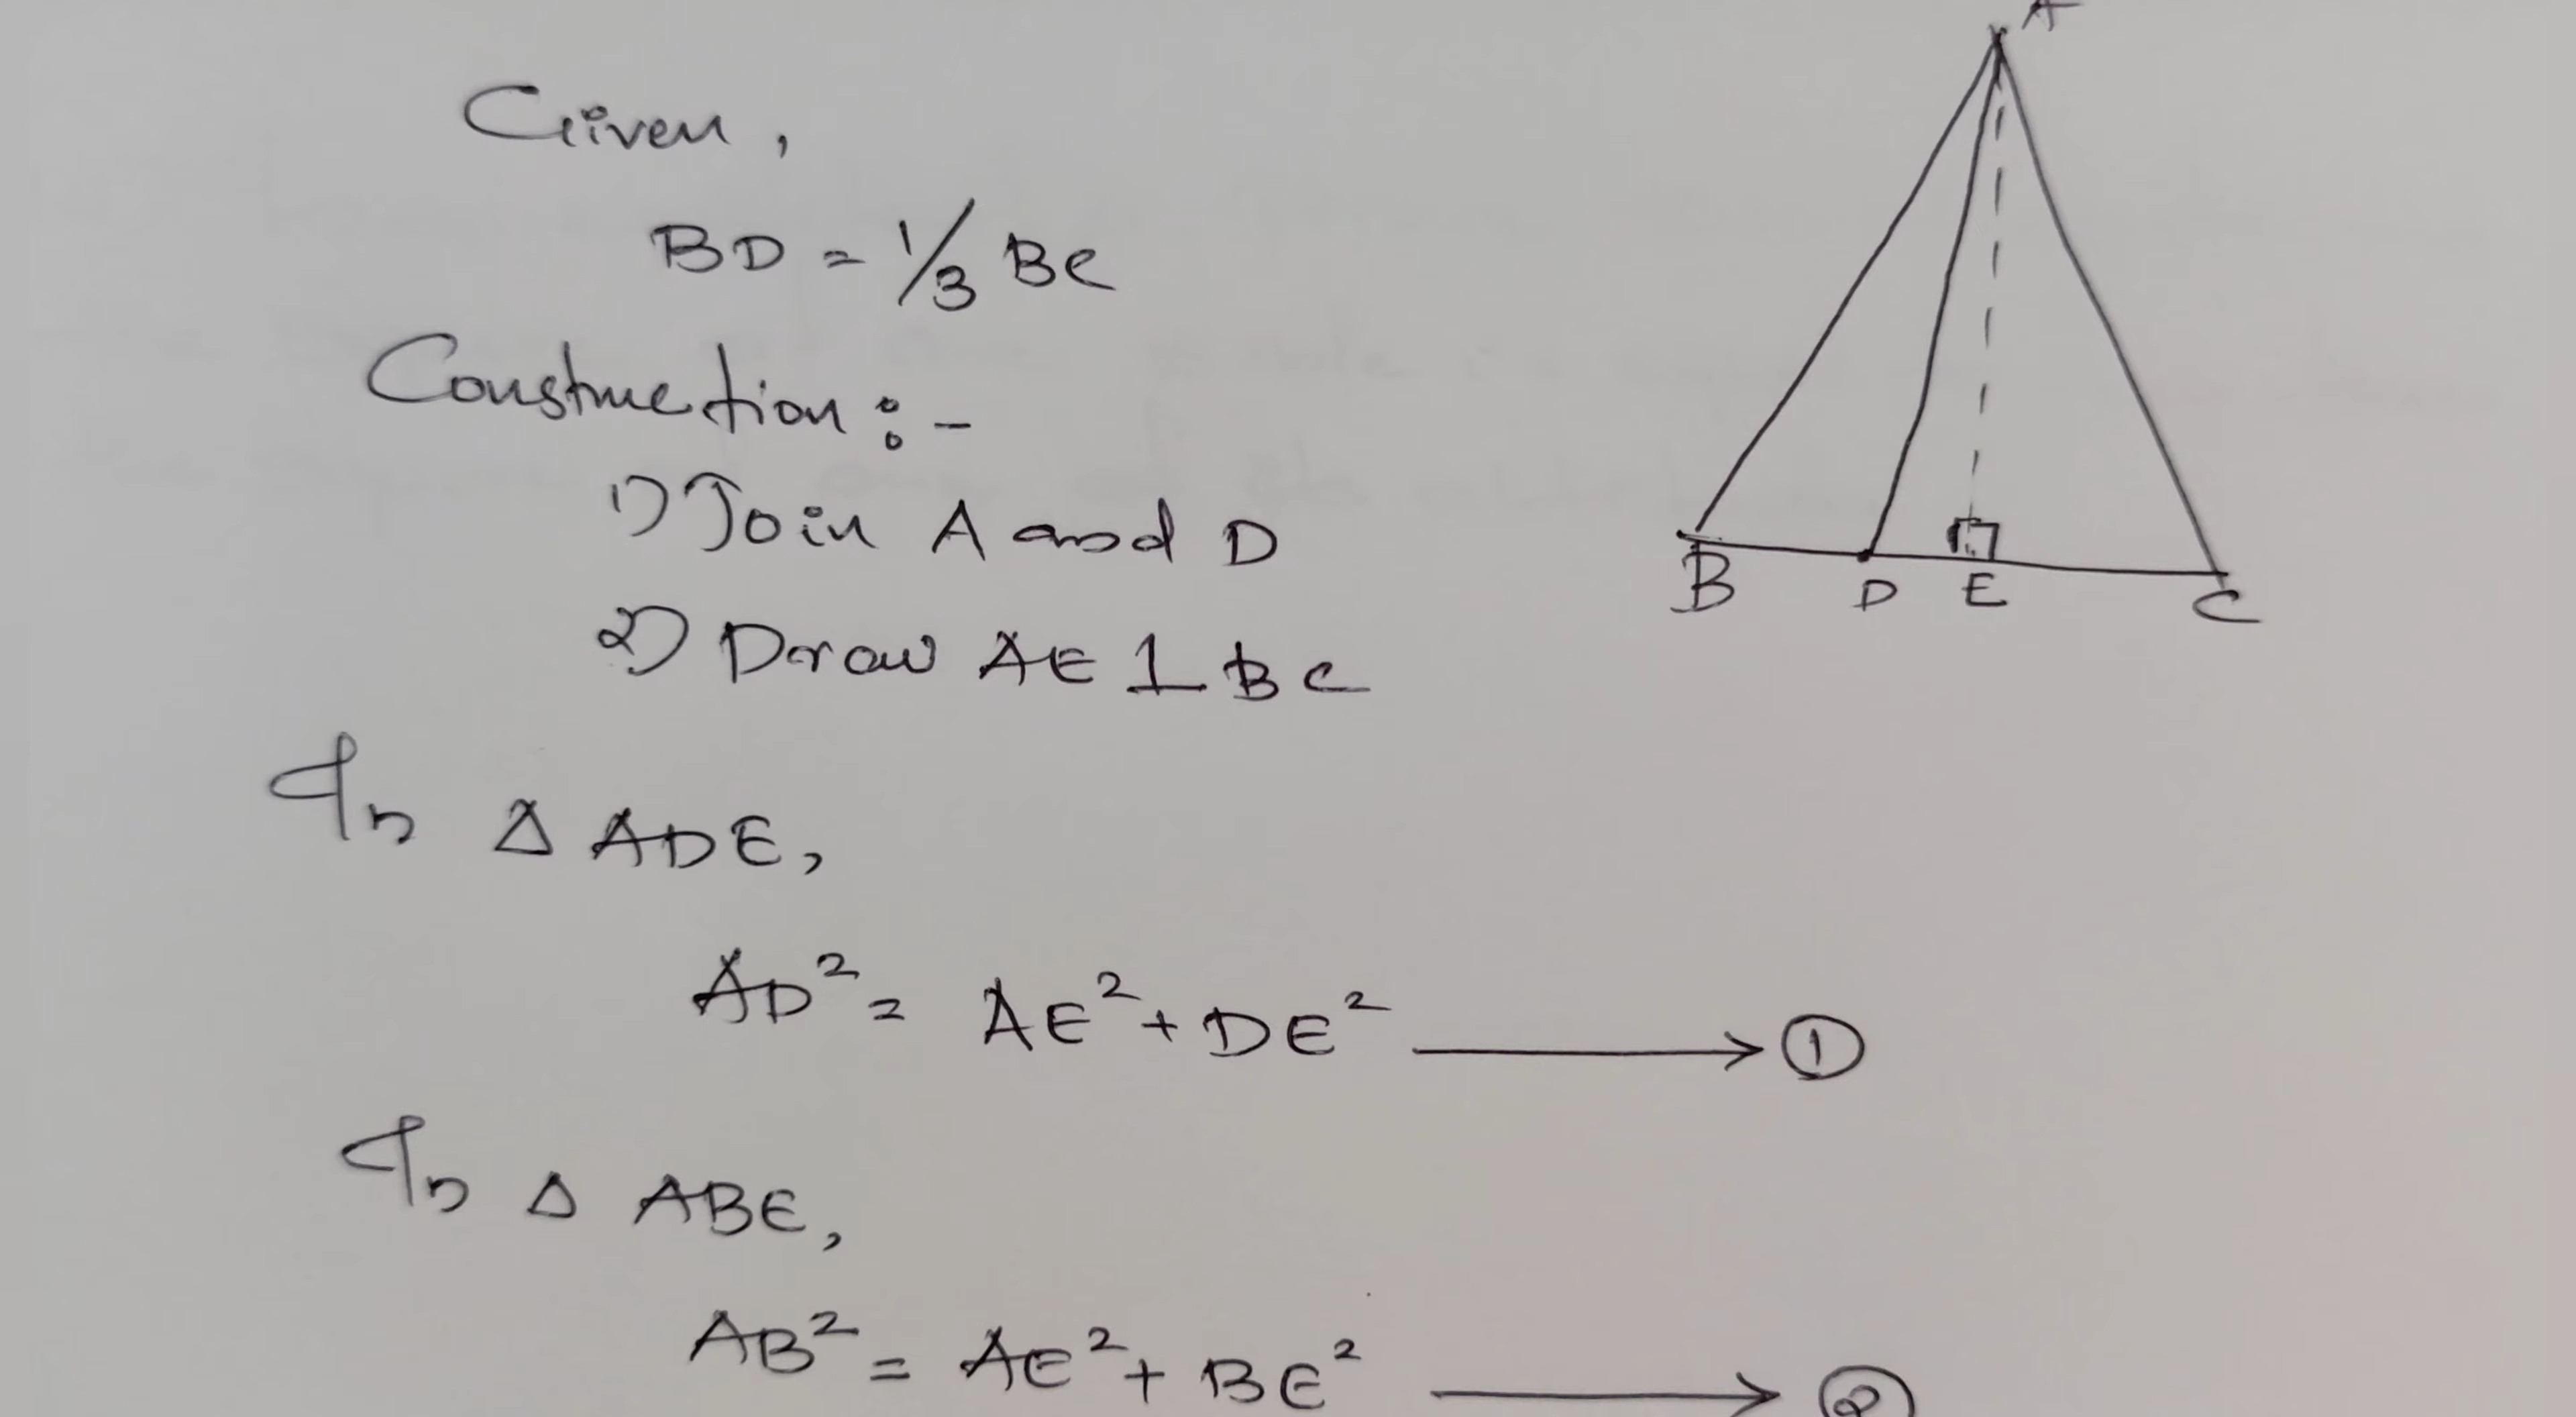 A
Given,
BD = 1/3 BC
Construction :-
1) Join A and D
2) Draw AE ⊥ BC
B D E C
In Δ ADE,
AD² = AE² + DE² ⟶ ①
In Δ ABE,
AB² = AE² + BE² ⟶ ②